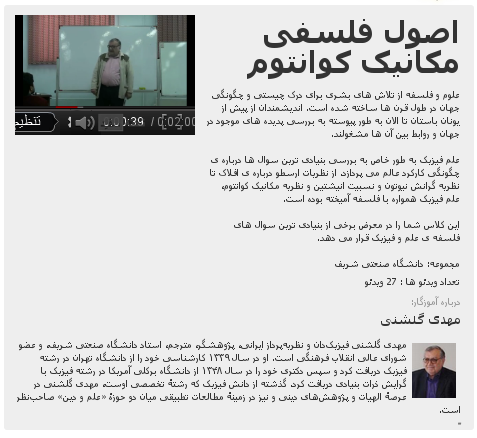 اصول فلسفی
مکانیک کوانتوم
علوم و فلسفه از تلاش های بشری برای درک چیستی و چگونگی
جهان در طول قرن ها ساخته شده است. اندیشمندان از پیش از
یونان باستان تا الان به طور پیوسته به بررسی پدیده های موجود در
جهان و روابط بین آن ها مشغولند.
علم فیزیک به طور خاص به بررسی بنیادی ترین سوال ها درباره ی
چگونگی کارکرد عالم می پردازد. از نظریات ارسطو درباره ی افلاک تا
نظریه گرانش نیوتون و نسبیت انیشتین و نظریه مکانیک کوانتوم،
علم فیزیک همواره با فلسفه آمیخته بوده است.
این کلاس شما را در معرض برخی از بنیادی ترین سوال های
فلسفه ی علم و فیزیک قرار می دهد.
مجموعه: دانشگاه صنعتی شریف
تعداد ویدئو ها : 27 ویدئو
تنظیم
0:00:39 / 0:02:00
درباره آموزگار:
مهدی گلشنی
مهدی گلشنی فیزیک‌دان و نظریه‌پرداز ایرانی، پژوهشگر، مترجم، استاد دانشگاه صنعتی شریف، و عضو
شورای عالی انقلاب فرهنگی است. او در سال ۱۳۳۹ کارشناسی خود را از دانشگاه تهران در رشته
فیزیک دریافت کرد و سپس دکتری خود را در سال ۱۳۴۸ از دانشگاه برکلی آمریکا در رشته فیزیک با
گرایش ذرات بنیادی دریافت کرد. گذشته از دانش فیزیک که رشتهٔ تخصصی اوست، مهدی گلشنی در
عرصهٔ الهیات و پژوهش‌های دینی و نیز در زمینهٔ مطالعات تطبیقی میان دو حوزهٔ «علم و دین» صاحب‌نظر
است.